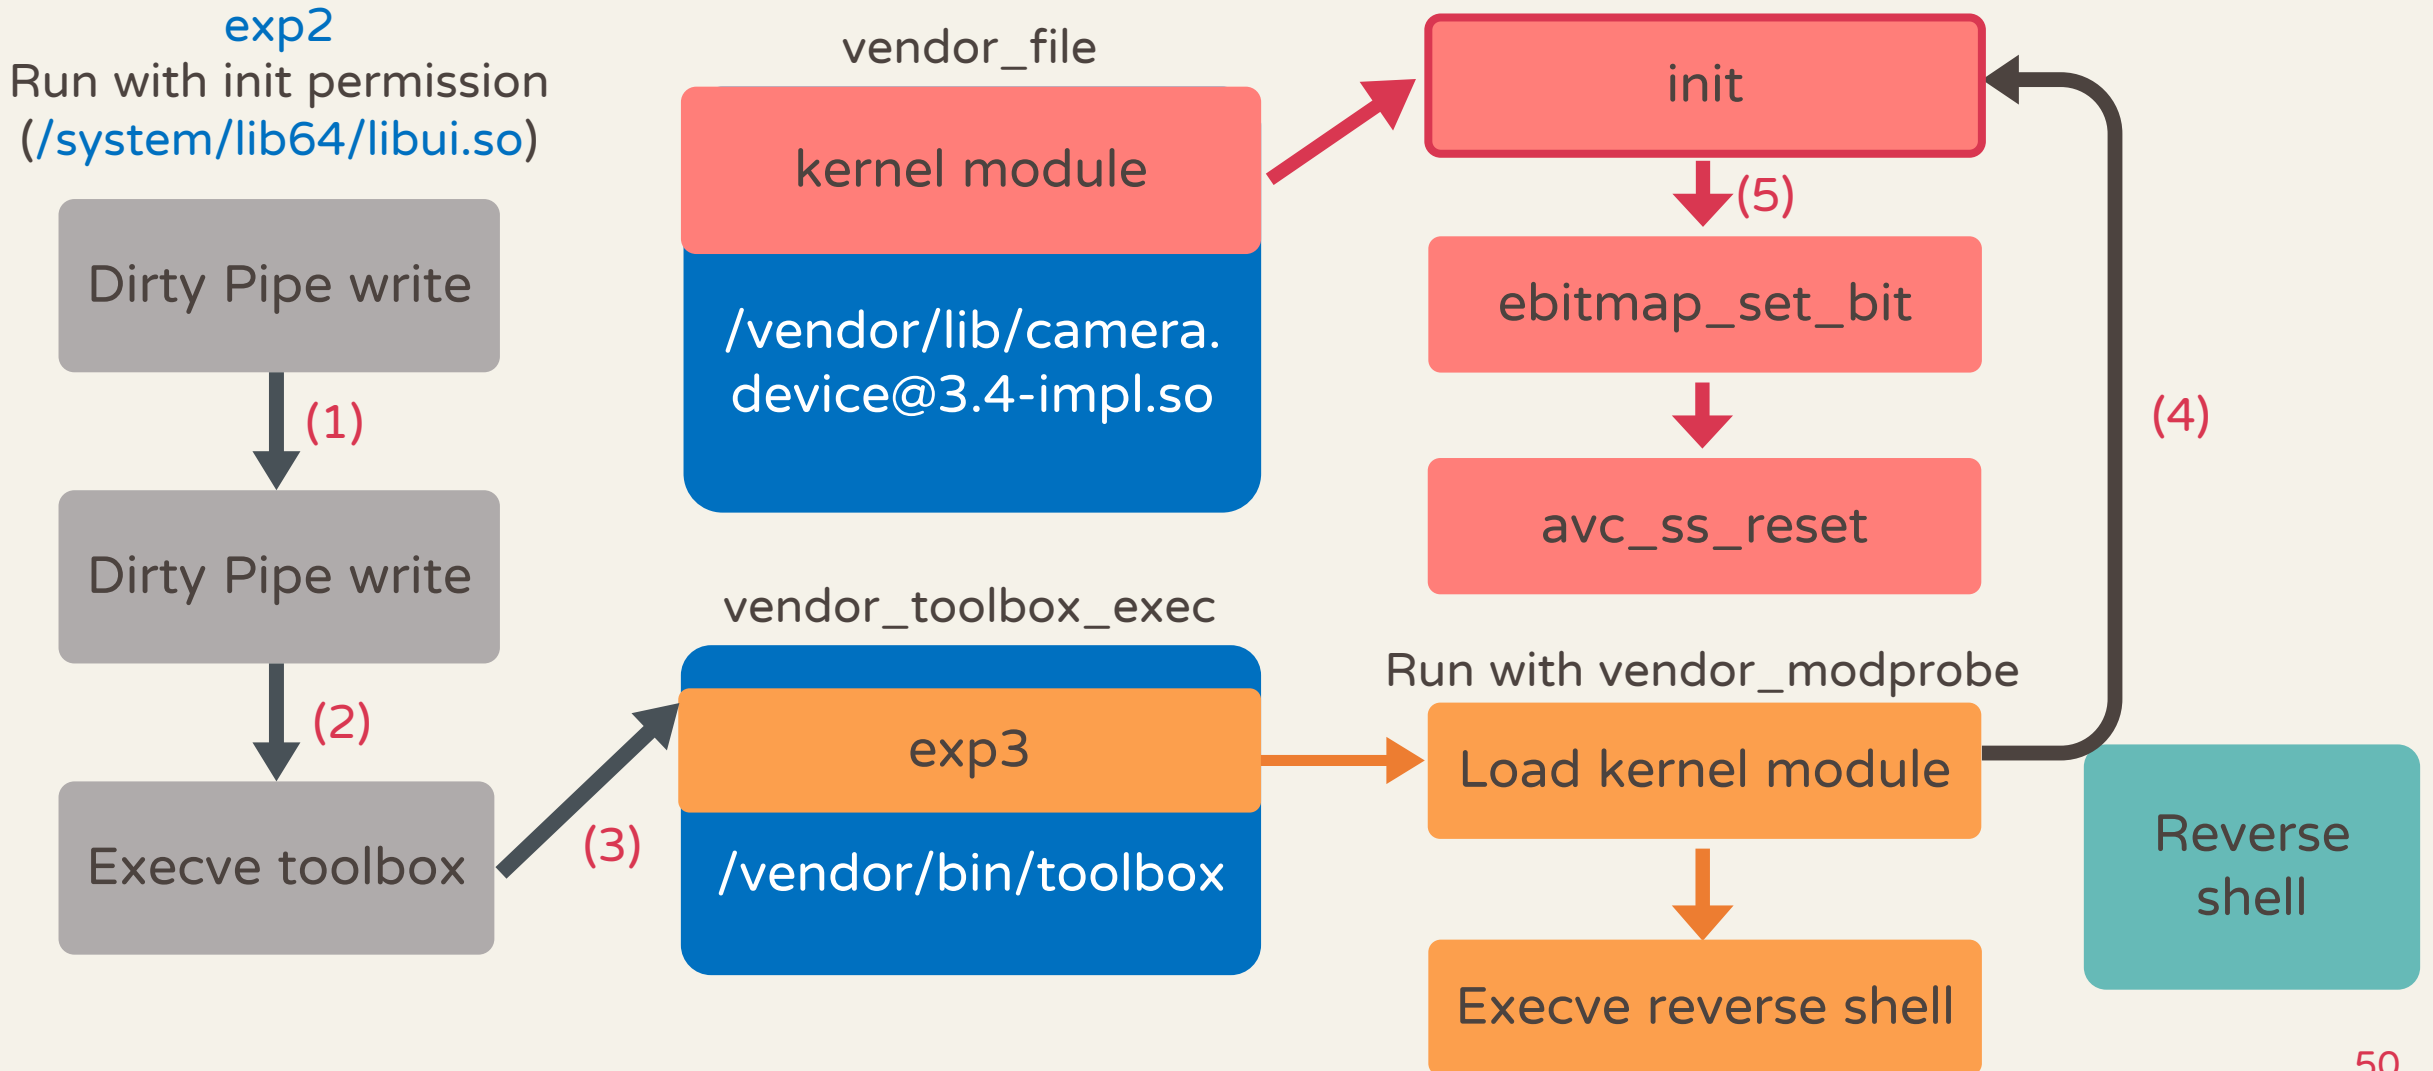 exp2
Run with init permission
(/system/lib64/libui.so)
Dirty Pipe write
(1)
Dirty Pipe write
(2)
Execve toolbox
(3)
vendor_file
kernel module
/vendor/lib/camera.
device@3.4-impl.so
vendor_toolbox_exec
exp3
/vendor/bin/toolbox
init
(5)
ebitmap_set_bit
avc_ss_reset
Run with vendor_modprobe
Load kernel module
Execve reverse shell
(4)
Reverse
shell
50